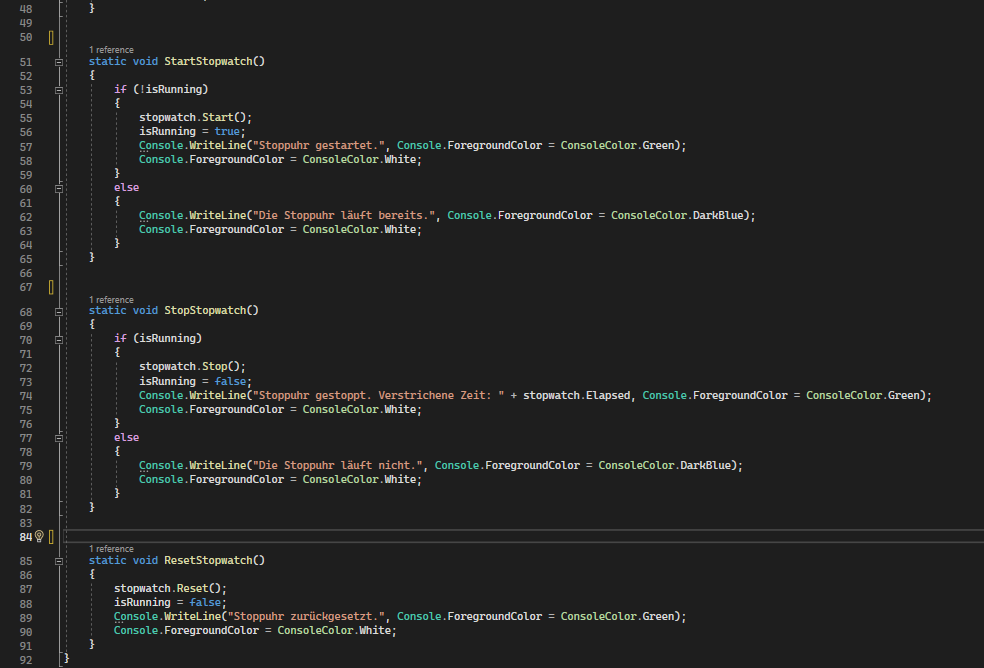 48 }
49
50
1 reference
51 static void StartStopwatch()
52 {
53 if (!isRunning)
54 {
55 stopwatch.Start();
56 isRunning = true;
57 Console.WriteLine("Stoppuhr gestartet.", Console.ForegroundColor = ConsoleColor.Green);
58 Console.ForegroundColor = ConsoleColor.White;
59 }
60 else
61 {
62 Console.WriteLine("Die Stoppuhr läuft bereits.", Console.ForegroundColor = ConsoleColor.DarkBlue);
63 Console.ForegroundColor = ConsoleColor.White;
64 }
65 }
66
67
1 reference
68 static void StopStopwatch()
69 {
70 if (isRunning)
71 {
72 stopwatch.Stop();
73 isRunning = false;
74 Console.WriteLine("Stoppuhr gestoppt. Verstrichene Zeit: " + stopwatch.Elapsed, Console.ForegroundColor = ConsoleColor.Green);
75 Console.ForegroundColor = ConsoleColor.White;
76 }
77 else
78 {
79 Console.WriteLine("Die Stoppuhr läuft nicht.", Console.ForegroundColor = ConsoleColor.DarkBlue);
80 Console.ForegroundColor = ConsoleColor.White;
81 }
82 }
83
84
1 reference
85 static void ResetStopwatch()
86 {
87 stopwatch.Reset();
88 isRunning = false;
89 Console.WriteLine("Stoppuhr zurückgesetzt.", Console.ForegroundColor = ConsoleColor.Green);
90 Console.ForegroundColor = ConsoleColor.White;
91 }
92 }